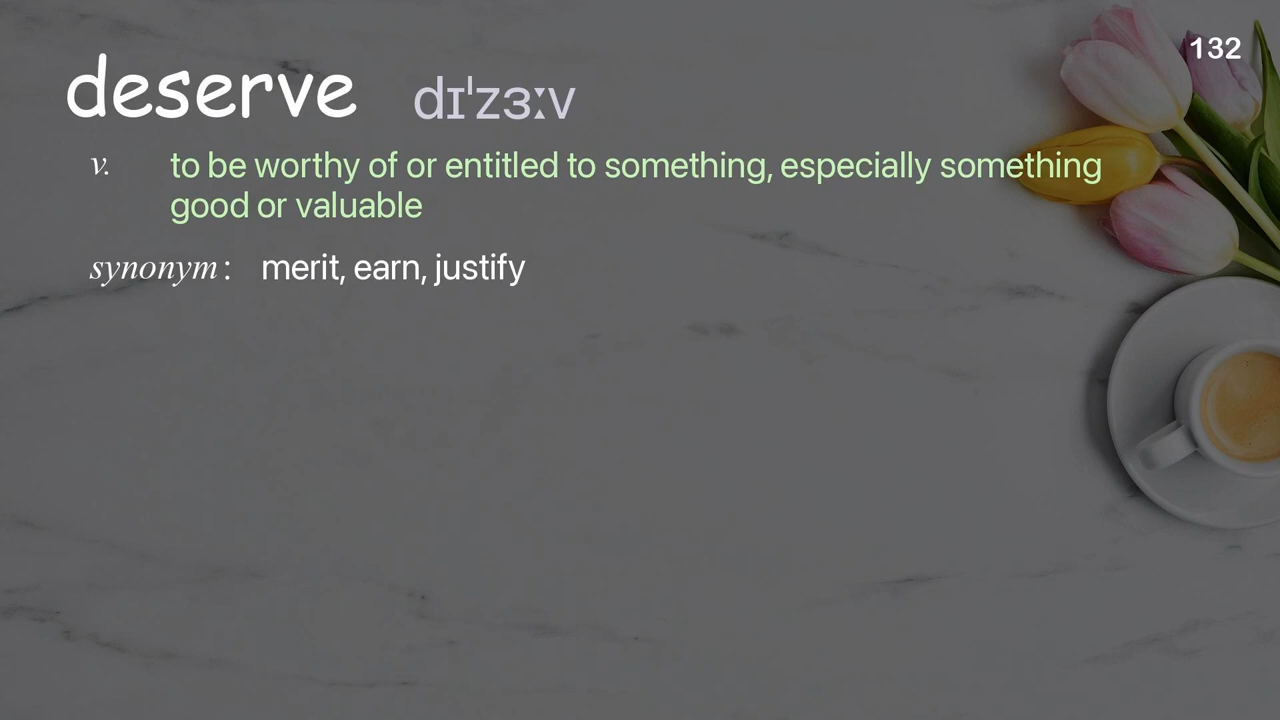 132
deserve dɪˈzɜːv
v. to be worthy of or entitled to something, especially something
good or valuable
synonym: merit, earn, justify